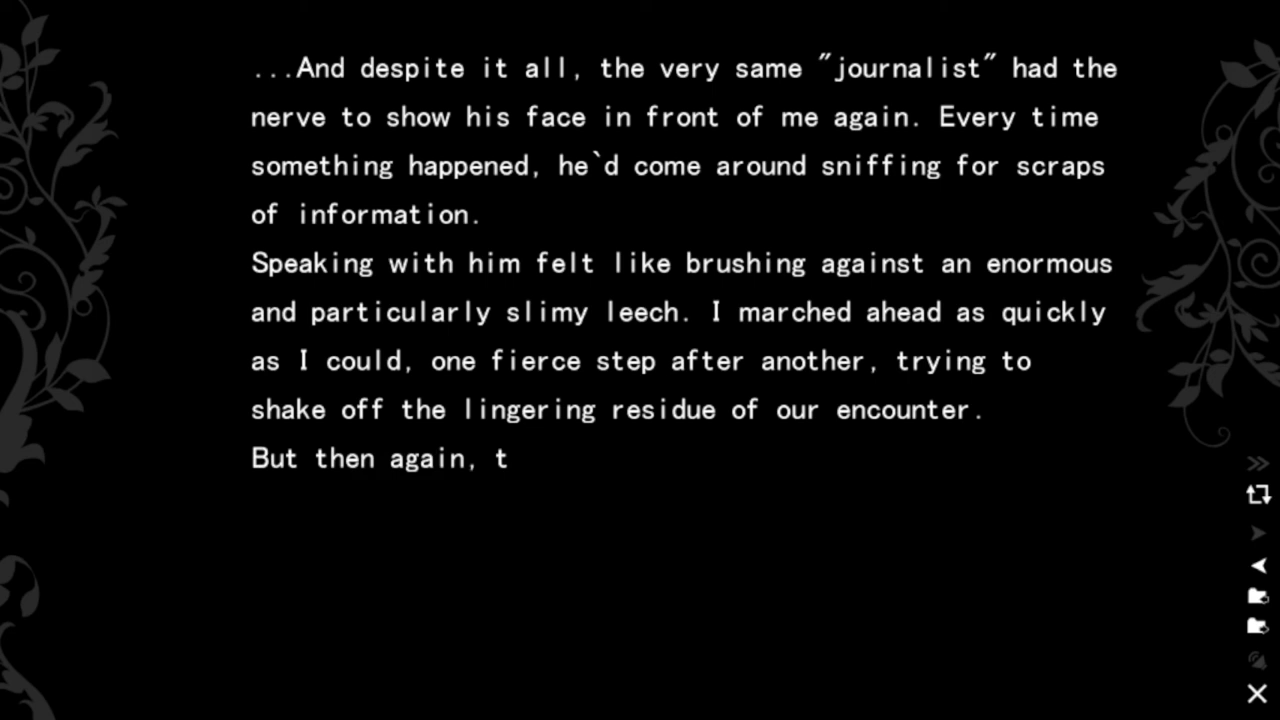 ...And despite it all, the very same "journalist" had the
nerve to show his face in front of me again. Every time
something happened, he`d come around sniffing for scraps
of information.
Speaking with him felt like brushing against an enormous
and particularly slimy leech. I marched ahead as quickly
as I could, one fierce step after another, trying to
shake off the lingering residue of our encounter.
But then again, t